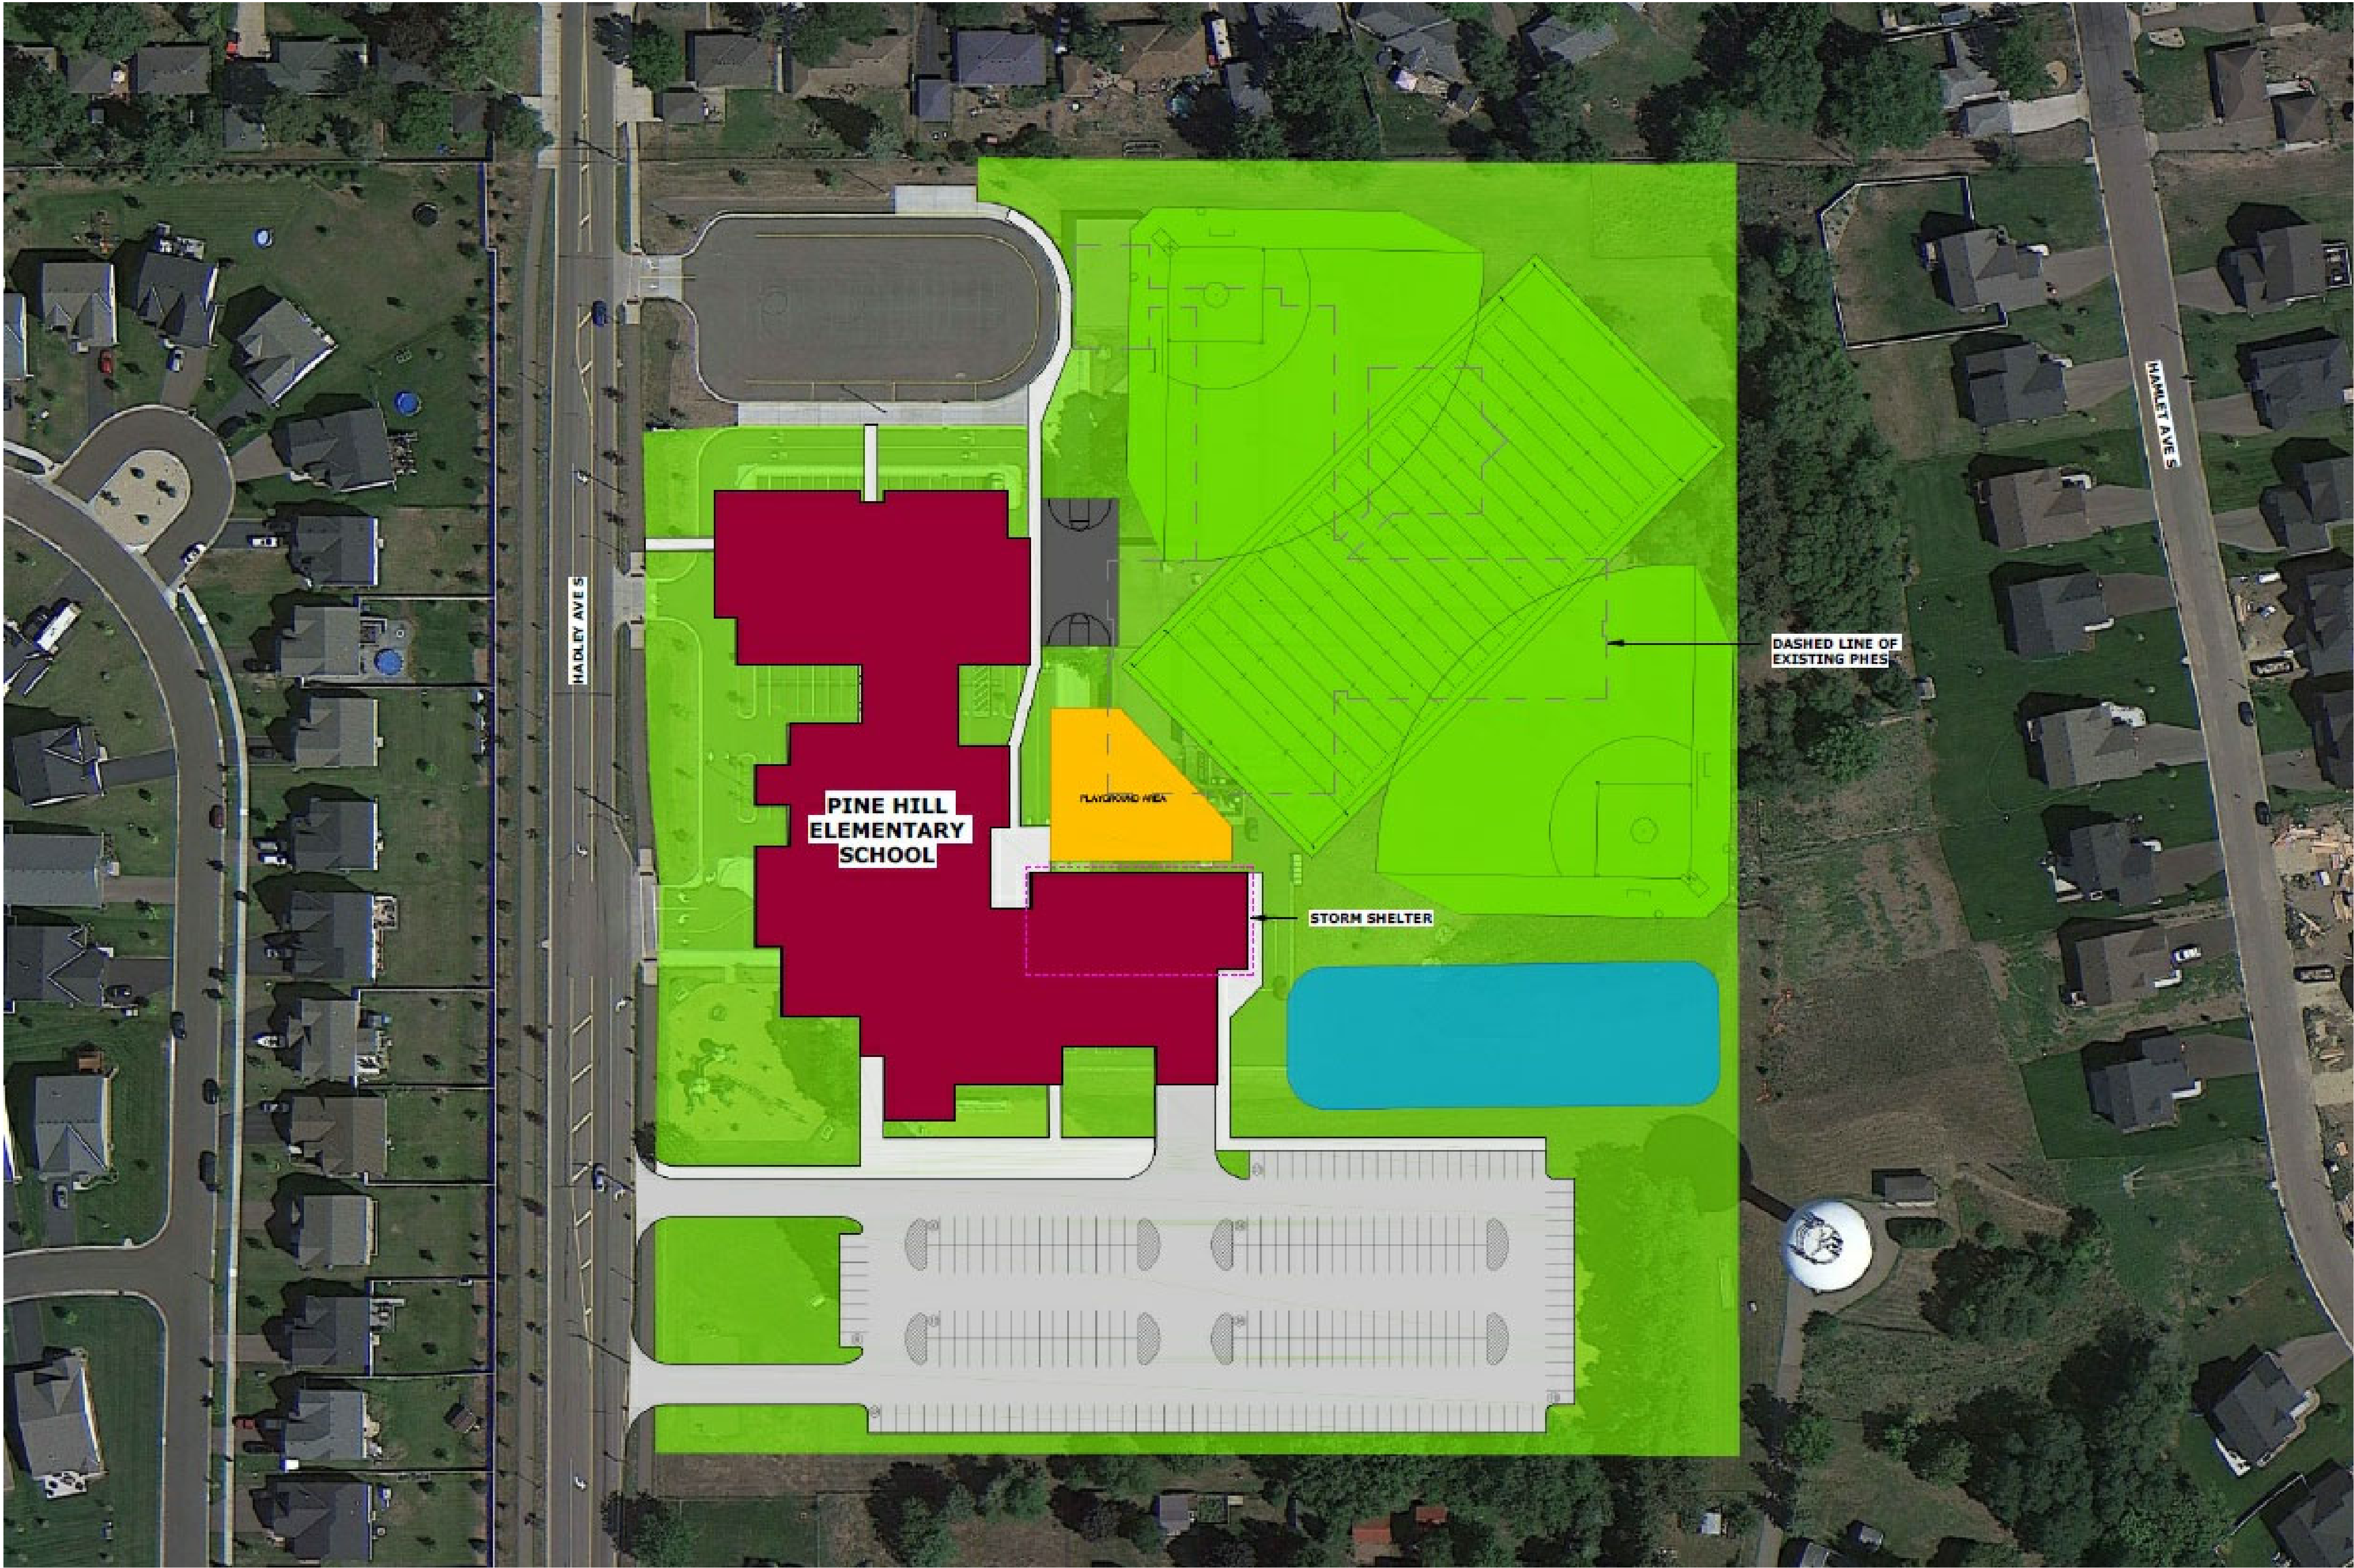 HAMLET AVE S
HADLEY AVE S
DASHED LINE OF
EXISTING PHES
PINE HILL
ELEMENTARY
SCHOOL
PLAYGROUND AREA
STORM SHELTER